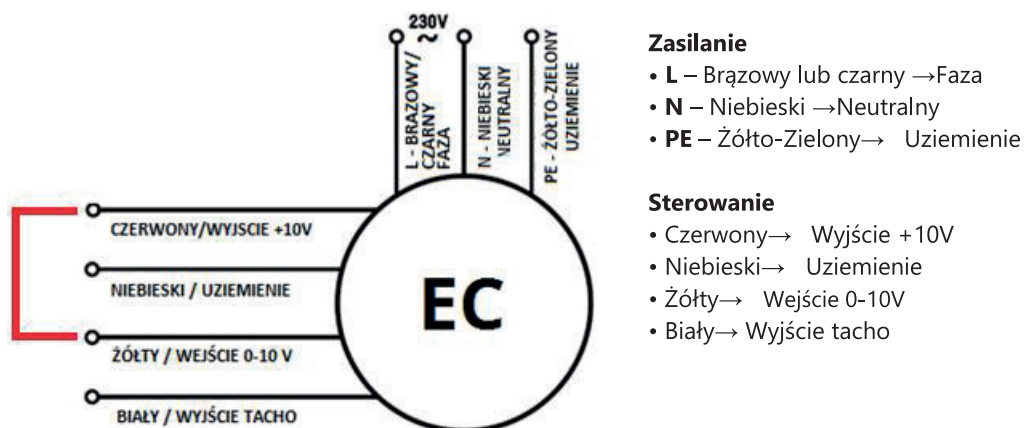 230V
~
L - BRAZOWY/
CZARNY
FAZA
N - NIEBIESKI
NEUTRALNY
PE - ŻÓŁTO-ZIELONY
UZIEMIENIE
CZERWONY/WYJSCIE +10V
NIEBIESKI / UZIEMIENIE
ŻÓŁTY / WEJŚCIE 0-10 V
BIAŁY / WYJŚCIE TACHO
EC
Zasilanie
• L – Brązowy lub czarny →Faza
• N – Niebieski →Neutralny
• PE – Żółto-Zielony→ Uziemienie
Sterowanie
• Czerwony→ Wyjście +10V
• Niebieski→ Uziemienie
• Żółty→ Wejście 0-10V
• Biały→ Wyjście tacho